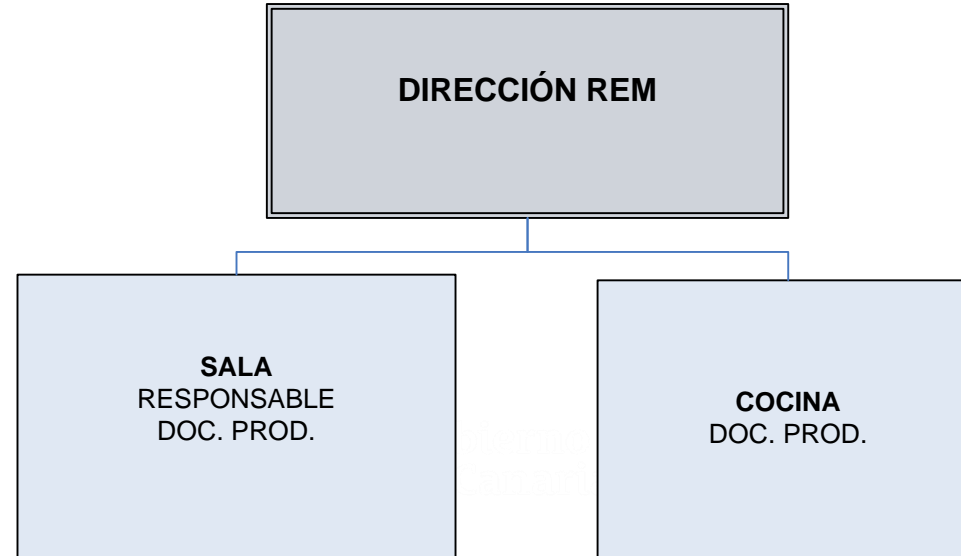 DIRECCIÓN REM
SALA
RESPONSABLE
DOC. PROD.
COCINA
DOC. PROD.